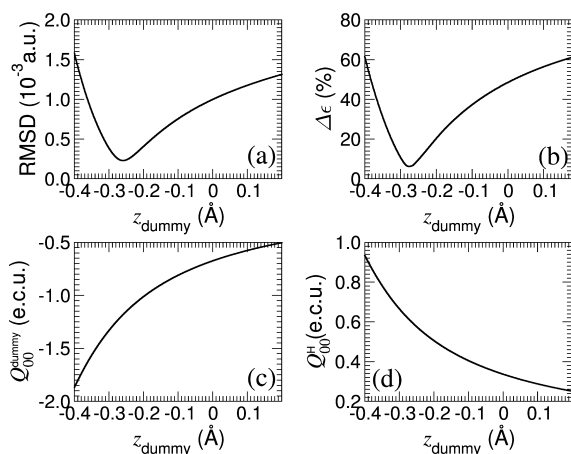 2.0
1.5
1.0
0.5
0.0
RMSD (10⁻³a.u.)
(a)
-0.4 -0.3 -0.2 -0.1 0 0.1
z_dummy (Å)
80
60
40
20
0
Δϵ (%)
(b)
-0.4 -0.3 -0.2 -0.1 0 0.1
z_dummy (Å)
-0.5
-1.0
-1.5
-2.0
Q₀₀^dummy (e.c.u.)
(c)
-0.4 -0.3 -0.2 -0.1 0 0.1
z_dummy (Å)
1.0
0.8
0.6
0.4
0.2
Q₀₀^H(e.c.u.)
(d)
-0.4 -0.3 -0.2 -0.1 0 0.1
z_dummy (Å)